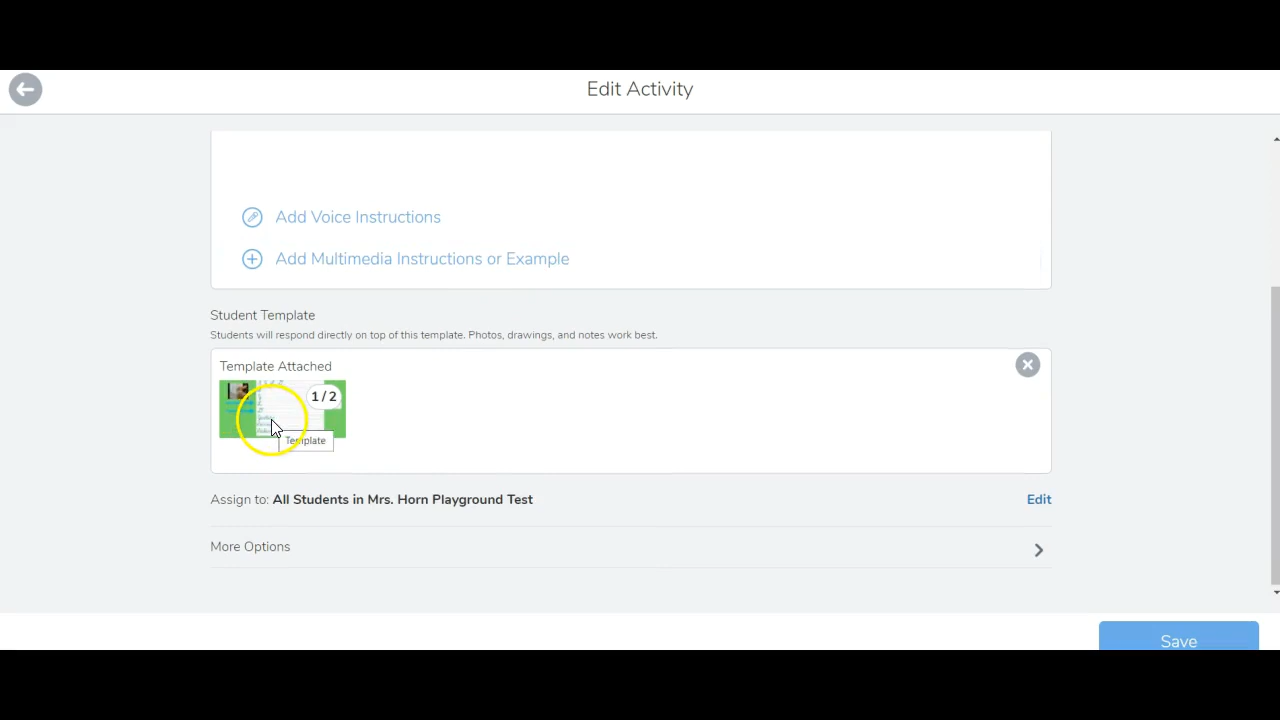 Edit Activity
Add Voice Instructions
Add Multimedia Instructions or Example
Student Template
Students will respond directly on top of this template. Photos, drawings, and notes work best.
Template Attached
1 / 2
Template
Assign to: All Students in Mrs. Horn Playground Test
Edit
More Options
Save